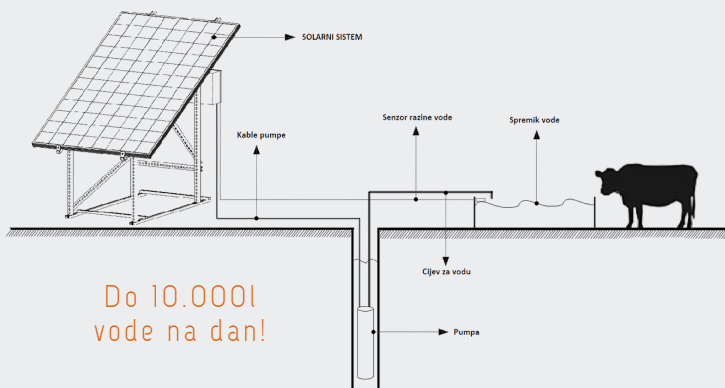 SOLARNI SISTEM
Senzor razine vode
Spremik vode
Kable pumpe
Cijev za vodu
Do 10.000l
vode na dan!
Pumpa